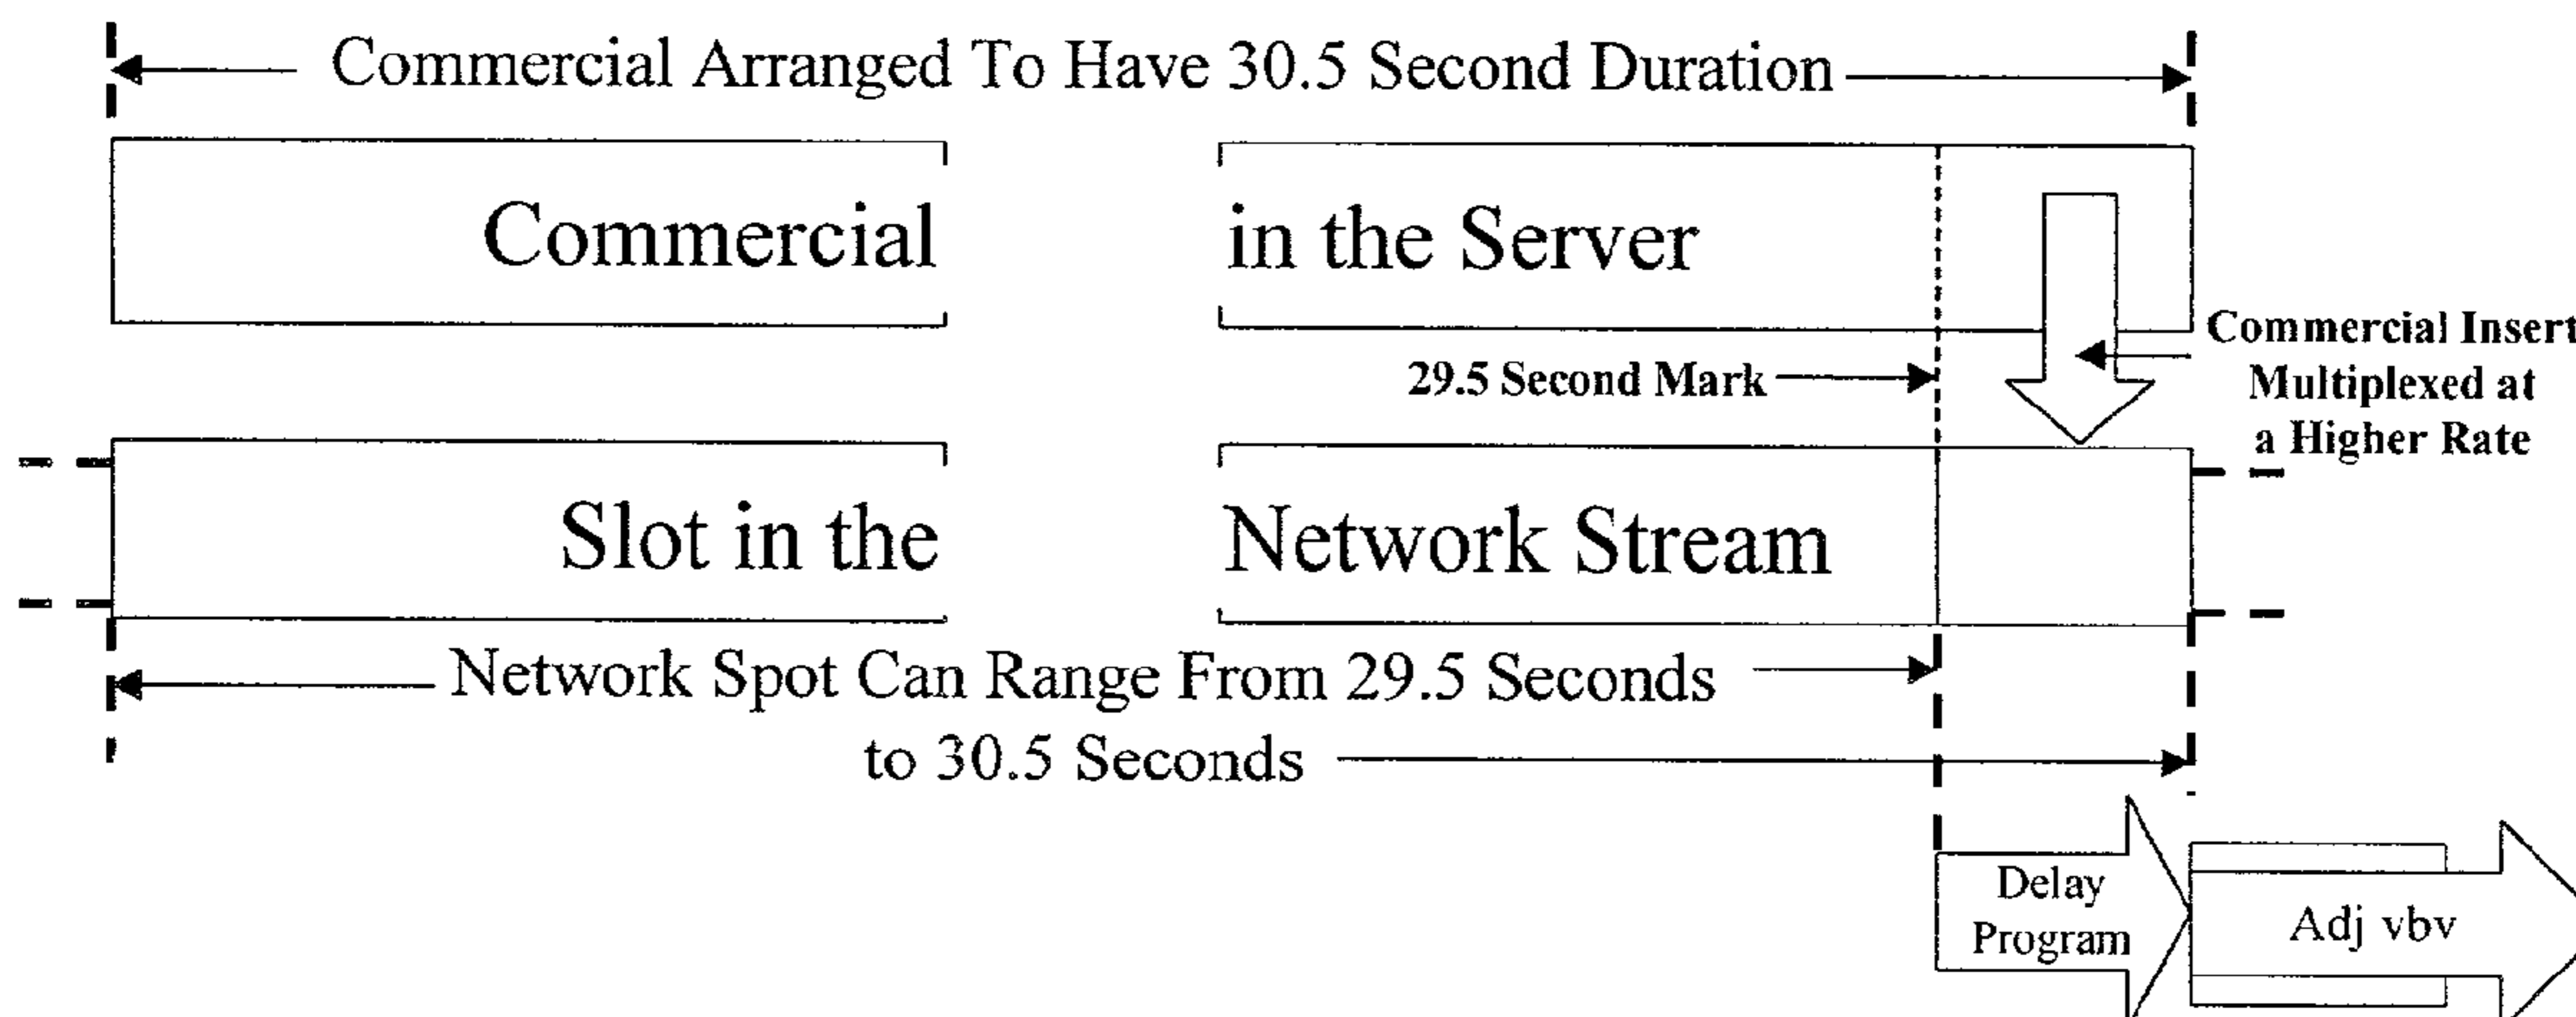 Commercial Arranged To Have 30.5 Second Duration
Commercial in the Server
Commercial Insert
Multiplexed at
a Higher Rate
29.5 Second Mark
Slot in the Network Stream
Network Spot Can Range From 29.5 Seconds
to 30.5 Seconds
Delay
Program
Adj vbv